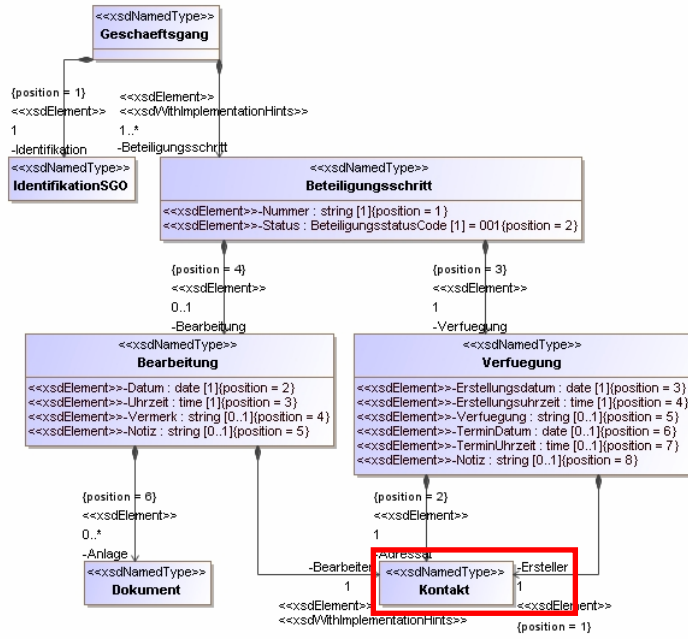 <<xsdNamedType>>
Geschaeftsgang
{position = 1}
<<xsdElement>>
1
-Identifikation
<<xsdElement>>
<<xsdWithImplementationHints>>
1..*
-Beteiligungsschritt
<<xsdNamedType>>
IdentifikationSGO
<<xsdNamedType>>
Beteiligungsschritt
<<xsdElement>>-Nummer : string [1]{position = 1}
<<xsdElement>>-Status : BeteiligungsstatusCode [1] = 001{position = 2}
{position = 4}
<<xsdElement>>
0..1
-Bearbeitung
{position = 3}
<<xsdElement>>
1
-Verfuegung
<<xsdNamedType>>
Bearbeitung
<<xsdElement>>-Datum : date [1]{position = 2}
<<xsdElement>>-Uhrzeit : time [1]{position = 3}
<<xsdElement>>-Vermerk : string [0..1]{position = 4}
<<xsdElement>>-Notiz : string [0..1]{position = 5}
<<xsdNamedType>>
Verfuegung
<<xsdElement>>-Erstellungsdatum : date [1]{position = 3}
<<xsdElement>>-Erstellungsuhrzeit : time [1]{position = 4}
<<xsdElement>>-Verfuegung : string [0..1]{position = 5}
<<xsdElement>>-TerminDatum : date [0..1]{position = 6}
<<xsdElement>>-TerminUhrzeit : time [0..1]{position = 7}
<<xsdElement>>-Notiz : string [0..1]{position = 8}
{position = 6}
<<xsdElement>>
0..*
-Anlage
{position = 2}
<<xsdElement>>
1
-Adressat
<<xsdNamedType>>
Dokument
-Bearbeiter
1
<<xsdElement>>
<<xsdWithImplementationHints>>
<<xsdNamedType>>
Kontakt
-Ersteller
1
<<xsdElement>>
{position = 1}